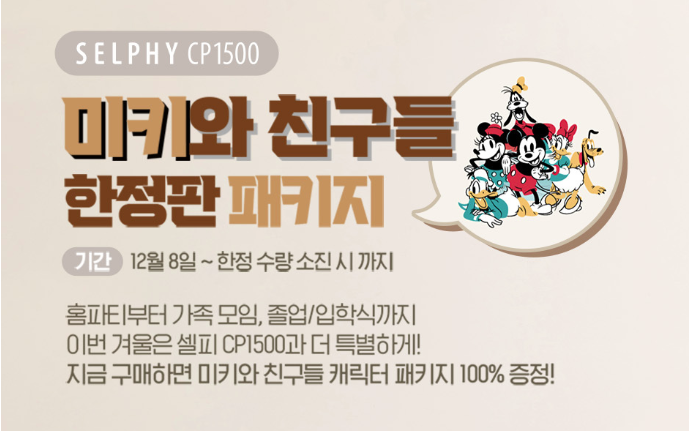 SELPHY CP1500
미키와 친구들
한정판 패키지
기간 12월 8일 ~ 한정 수량 소진 시 까지
홈파티부터 가족 모임, 졸업/입학식까지
이번 겨울은 셀피 CP1500과 더 특별하게!
지금 구매하면 미키와 친구들 캐릭터 패키지 100% 증정!